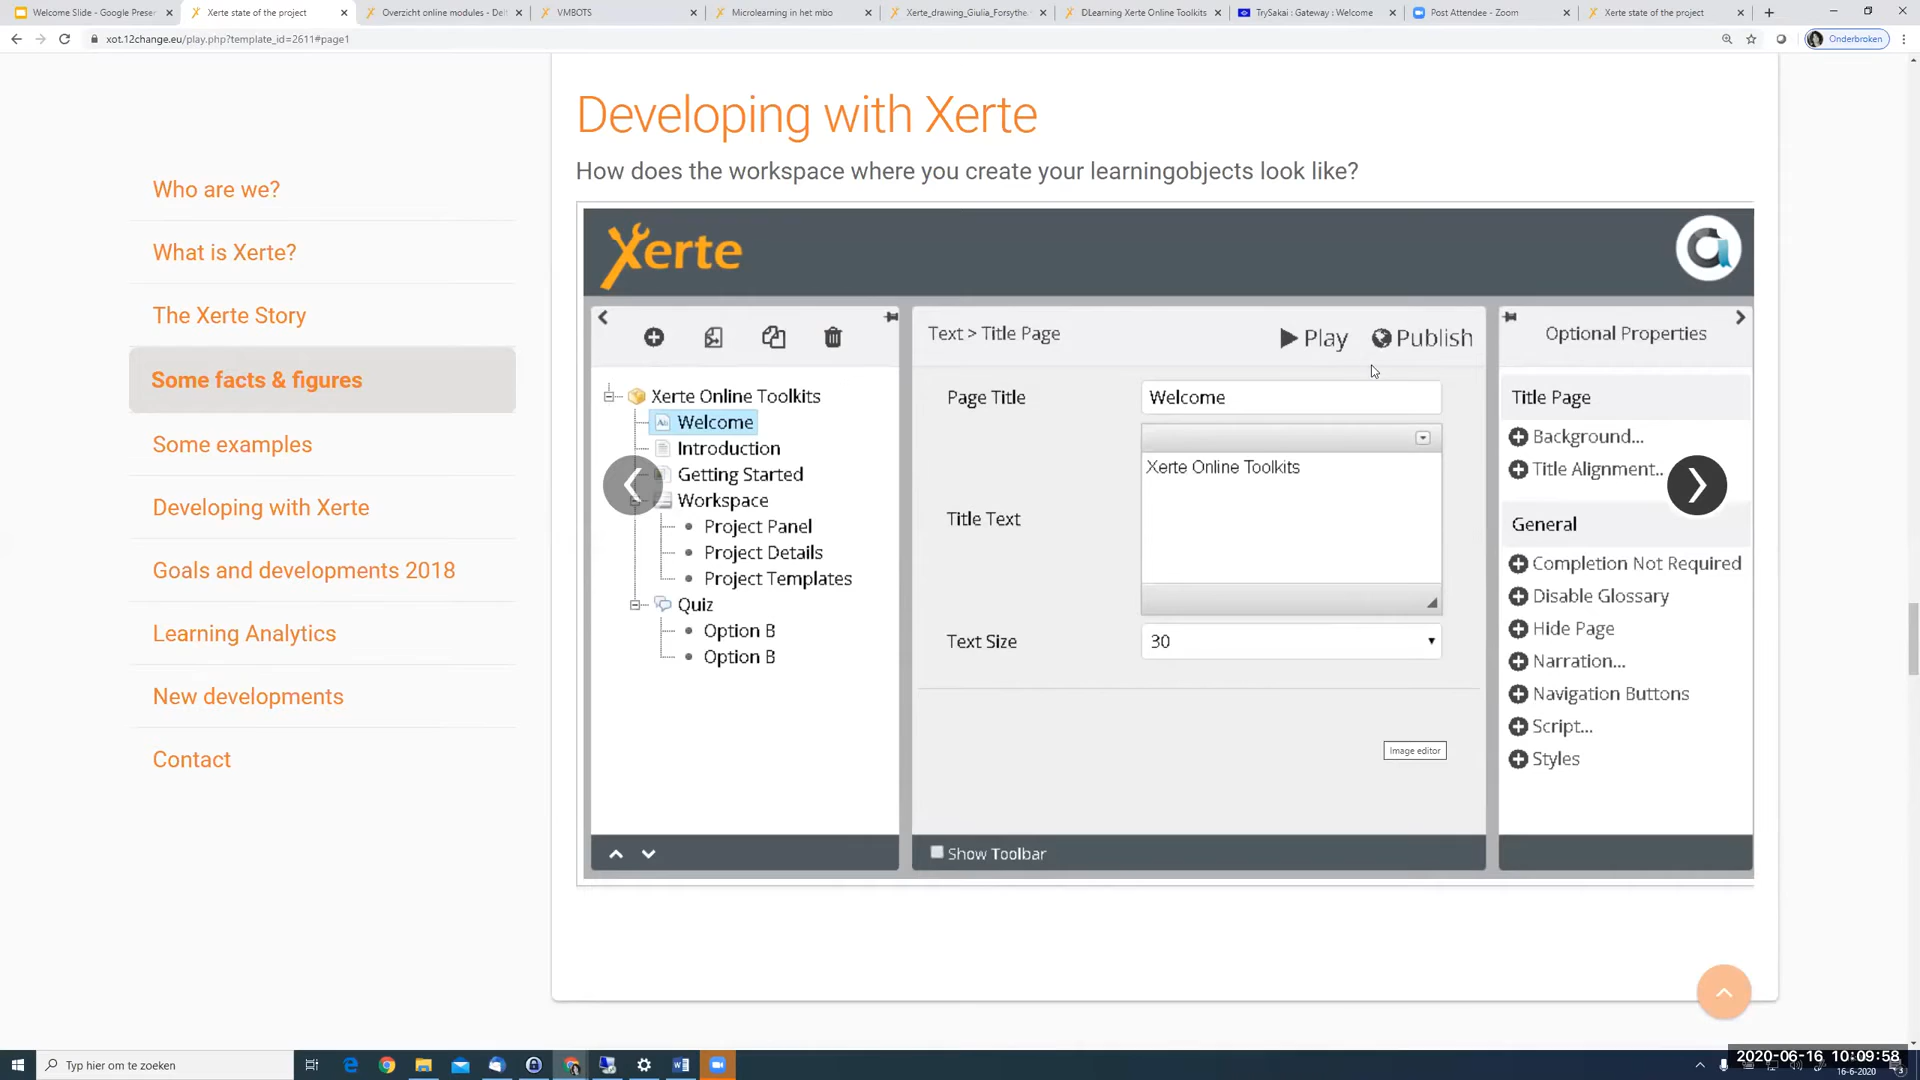 Welcome Slide - Google Preser
Xerte state of the project
Overzicht online modules - Del
VMBOTS
Microlearning in het mbo
Xerte_drawing_Giulia_Forsythe.
DLearning Xerte Online Toolkits
TrySakai : Gateway : Welcome
Post Attendee - Zoom
Xerte state of the project
xot.12change.eu/play.php?template_id=2611#page1
Onderbroken
Who are we?
What is Xerte?
The Xerte Story
Some facts & figures
Some examples
Developing with Xerte
Goals and developments 2018
Learning Analytics
New developments
Contact
Developing with Xerte
How does the workspace where you create your learningobjects look like?
Xerte
Xerte Online Toolkits
Welcome
Introduction
Getting Started
Workspace
Project Panel
Project Details
Project Templates
Quiz
Option B
Option B
Text > Title Page
Play
Publish
Page Title
Welcome
Title Text
Xerte Online Toolkits
Text Size
30
Image editor
Show Toolbar
Optional Properties
Title Page
Background...
Title Alignment..
General
Completion Not Required
Disable Glossary
Hide Page
Narration...
Navigation Buttons
Script...
Styles
Typ hier om te zoeken
2020-06-16 10:09:58
16-6-2020